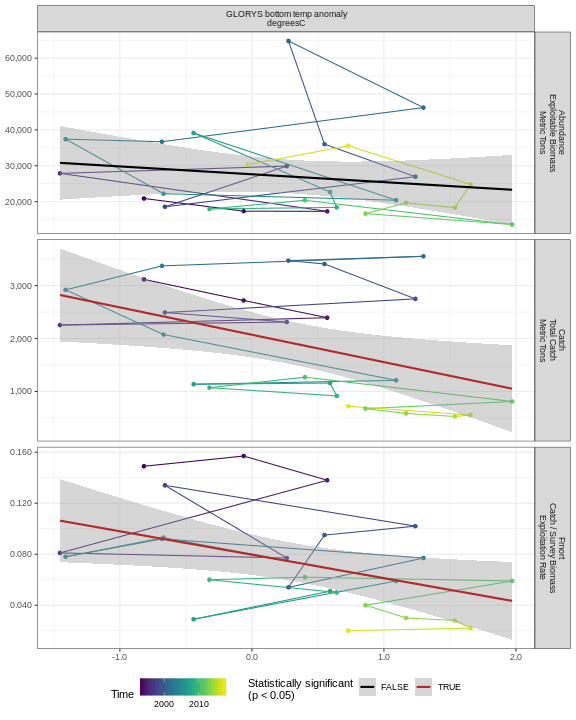 GLORYS bottom temp anomaly
degreesC
60,000
50,000
40,000
30,000
20,000
Abundance
Exploitable Biomass
Metric Tons
3,000
2,000
1,000
Catch
Total Catch
Metric Tons
0.160
0.120
0.080
0.040
Fmort
Catch / Survey Biomass
Exploitation Rate
-1.0 0.0 1.0 2.0
Time
2000 2010
Statistically significant
(p < 0.05)
FALSE TRUE